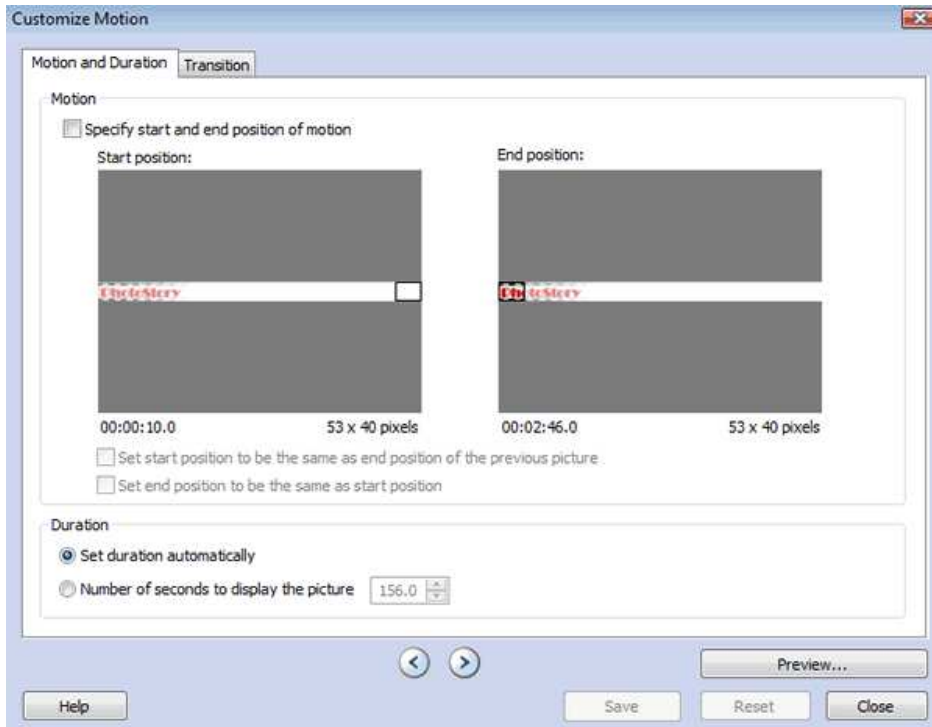 Customize Motion
Motion and Duration
Transition
Motion
Specify start and end position of motion
Start position:
End position:
PhotoStory
PhotoStory
00:00:10.0
53 x 40 pixels
00:02:46.0
53 x 40 pixels
Set start position to be the same as end position of the previous picture
Set end position to be the same as start position
Duration
Set duration automatically
Number of seconds to display the picture
156.0
Preview...
Help
Save
Reset
Close